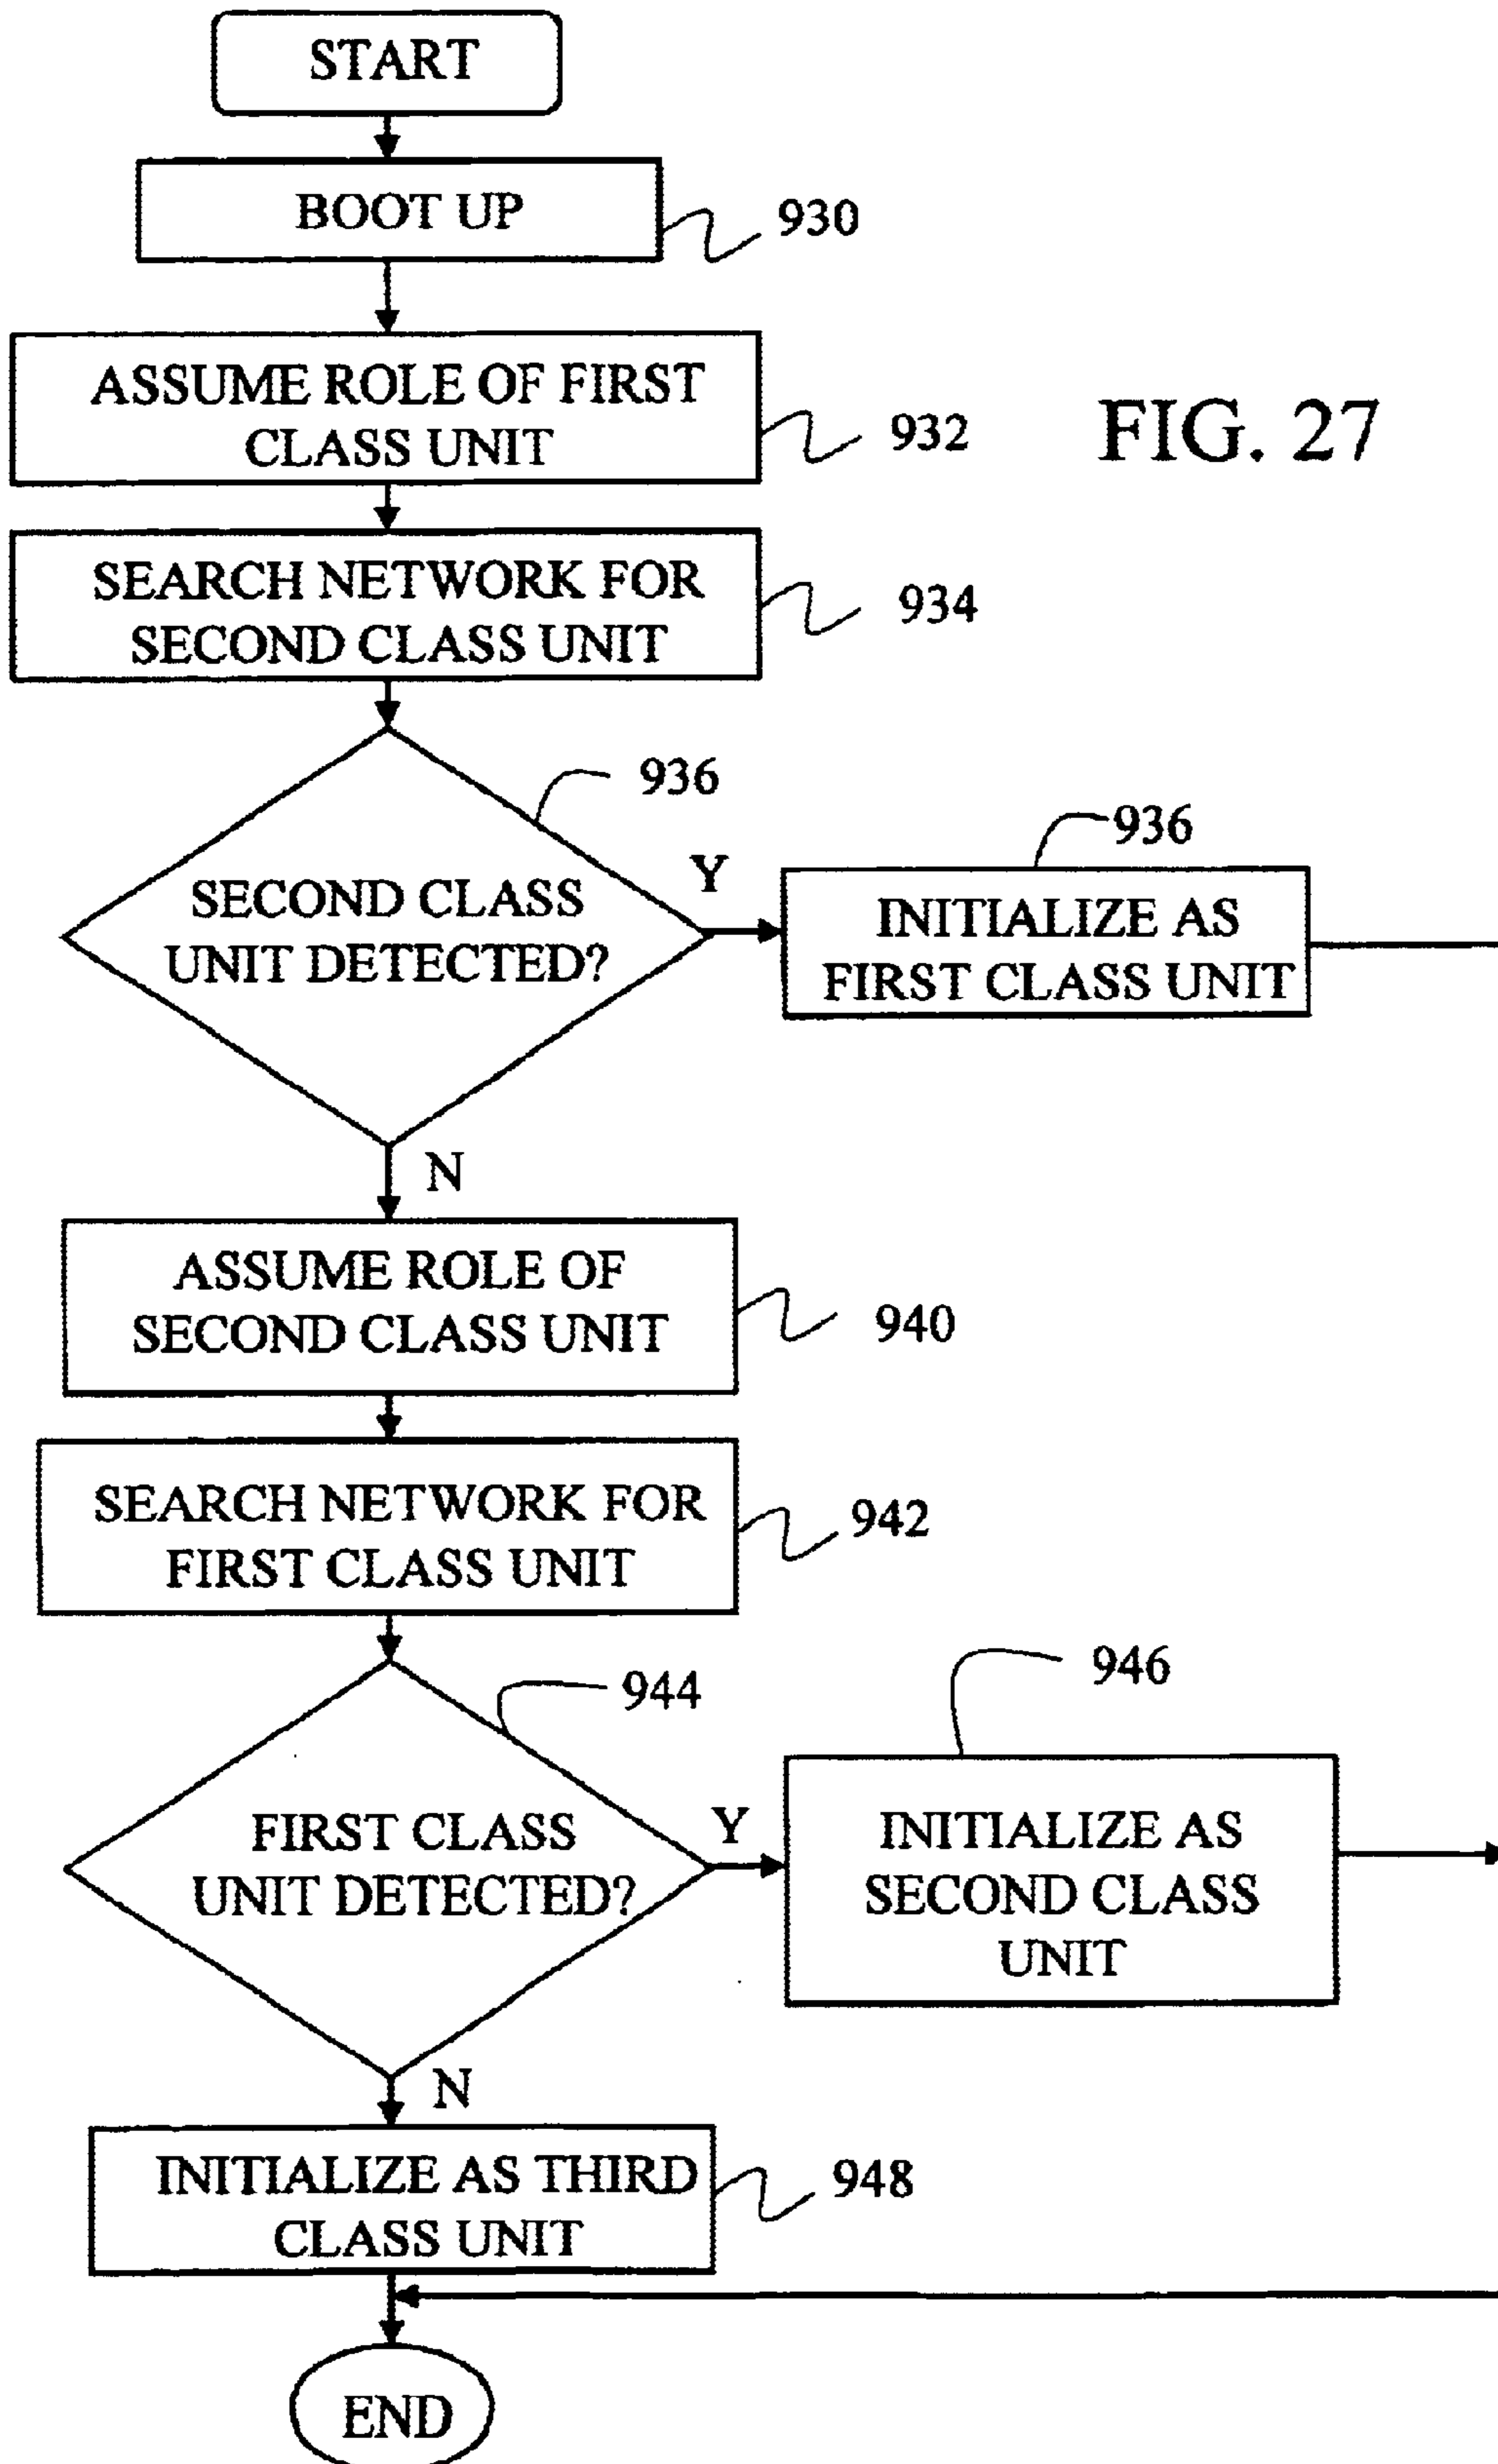 START
BOOT UP
930
ASSUME ROLE OF FIRST
CLASS UNIT
932
FIG. 27
SEARCH NETWORK FOR
SECOND CLASS UNIT
934
936
SECOND CLASS
UNIT DETECTED?
Y
936
INITIALIZE AS
FIRST CLASS UNIT
N
ASSUME ROLE OF
SECOND CLASS UNIT
940
SEARCH NETWORK FOR
FIRST CLASS UNIT
942
944
FIRST CLASS
UNIT DETECTED?
Y
946
INITIALIZE AS
SECOND CLASS
UNIT
N
INITIALIZE AS THIRD
CLASS UNIT
948
END